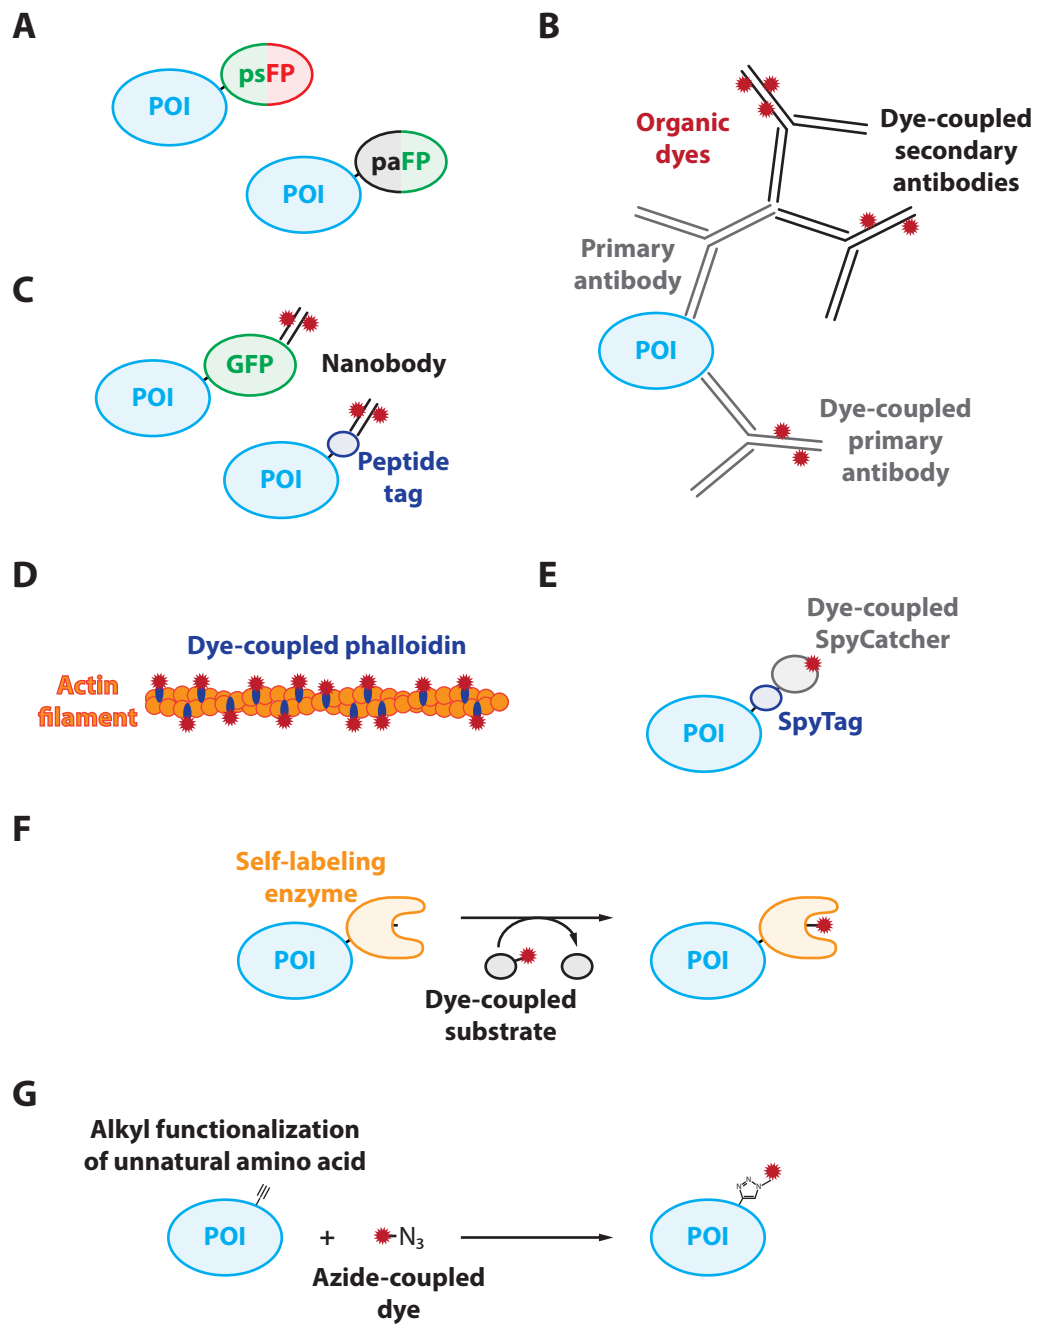 A
psFP
POI
paFP
POI
B
Organic
dyes
Dye-coupled
secondary
antibodies
Primary
antibody
POI
Dye-coupled
primary
antibody
C
GFP
POI
Nanobody
POI
Peptide
tag
D
Dye-coupled phalloidin
Actin
filament
E
Dye-coupled
SpyCatcher
POI
SpyTag
F
Self-labeling
enzyme
POI
Dye-coupled
substrate
POI
G
Alkyl functionalization
of unnatural amino acid
POI
+
N₃
Azide-coupled
dye
N
N
N
POI